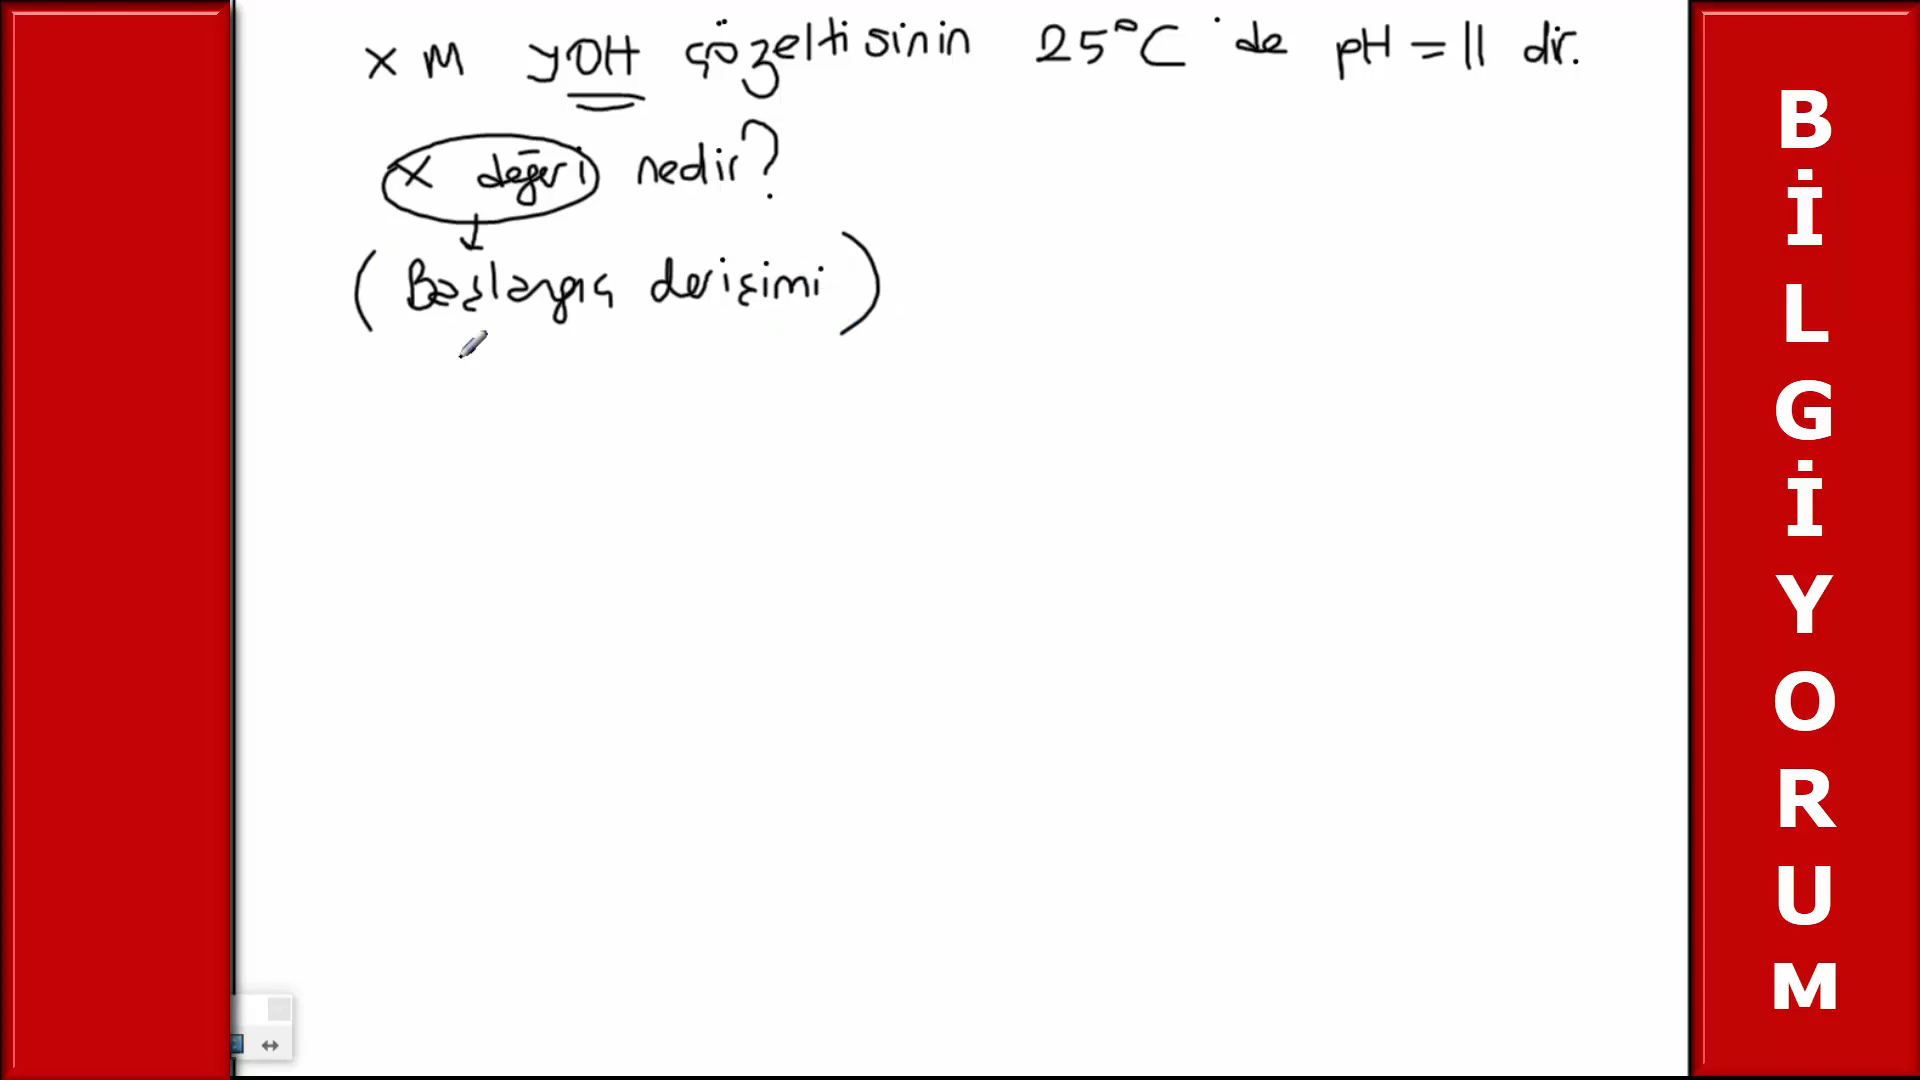 x M YOH çözeltisinin 25°C 'de pH = 11 dir.
x değeri nedir?
(Başlangıç derişimi)
BİLGİYORUM